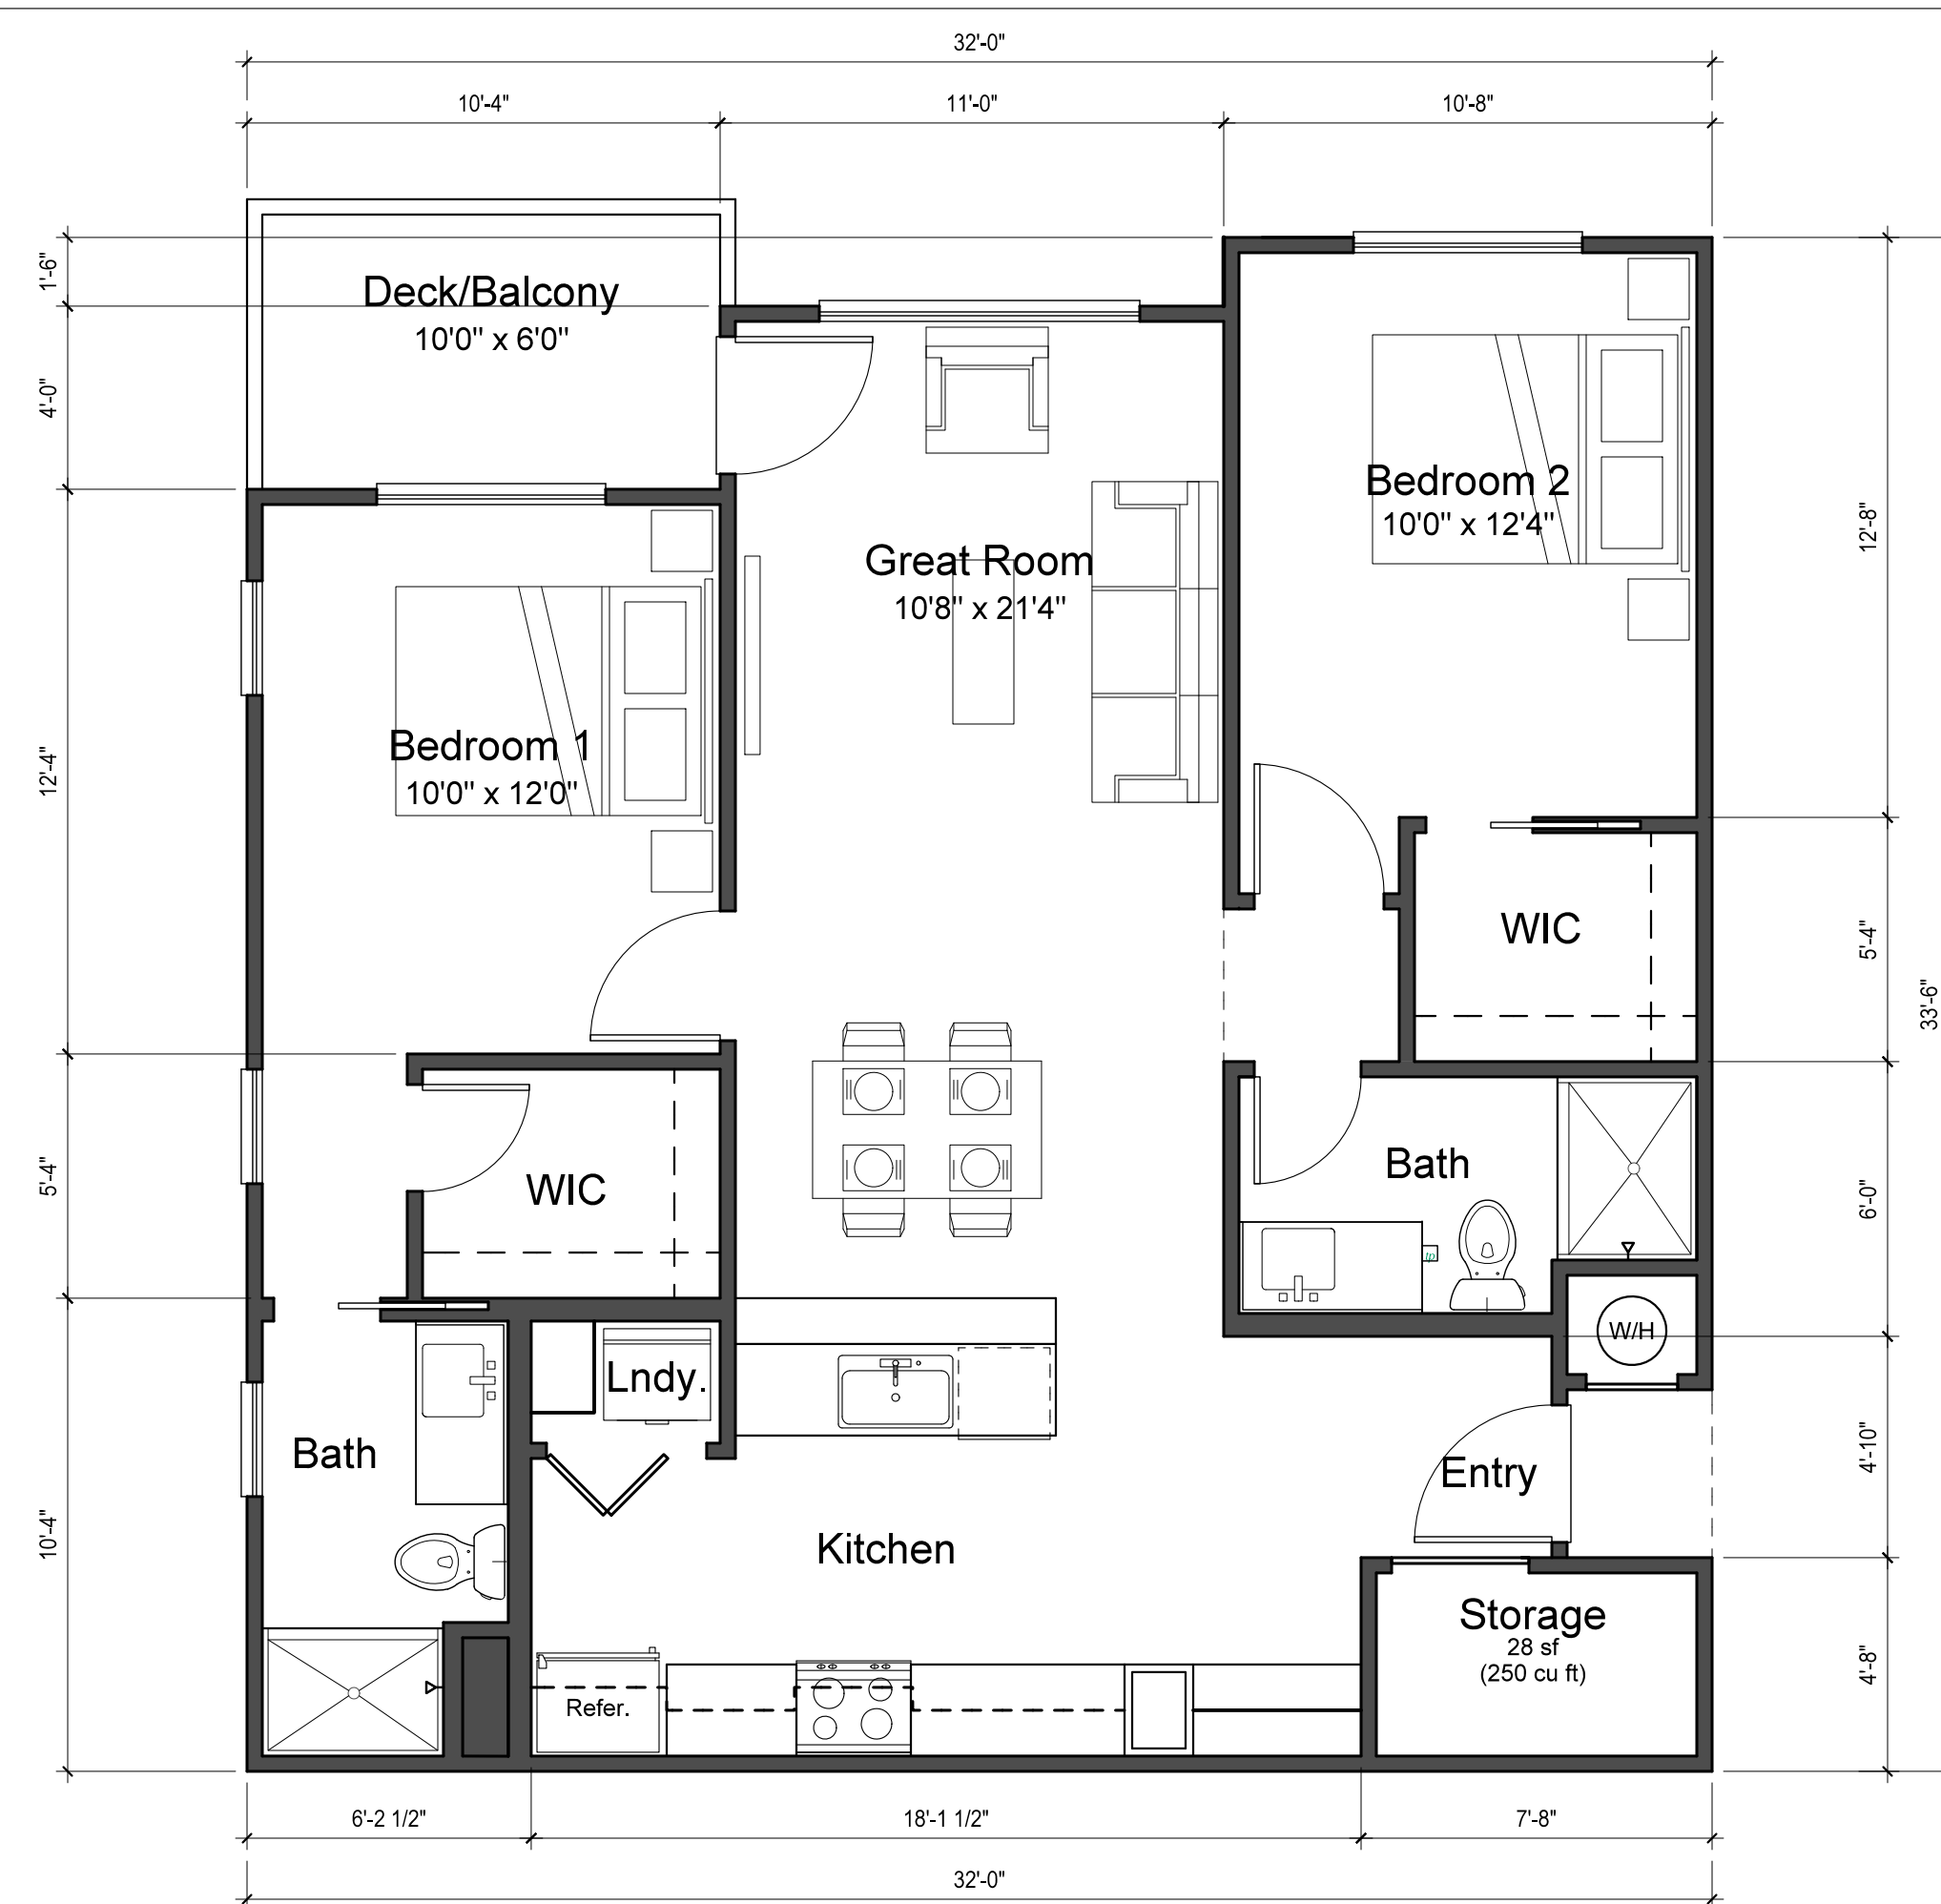 32'-0"
10'-4"
11'-0"
10'-8"
1'-6"
4'-0"
12'-4"
5'-4"
10'-4"
Deck/Balcony
10'0" x 6'0"
Bedroom 2
10'0" x 12'4"
Great Room
10'8" x 21'4"
Bedroom 1
10'0" x 12'0"
WIC
WIC
Bath
tp
W/H
Lndy.
Bath
Entry
Kitchen
Storage
28 sf
(250 cu ft)
Refer.
12'-8"
5'-4"
33'-6"
6'-0"
4'-10"
4'-8"
6'-2 1/2"
18'-1 1/2"
7'-8"
32'-0"